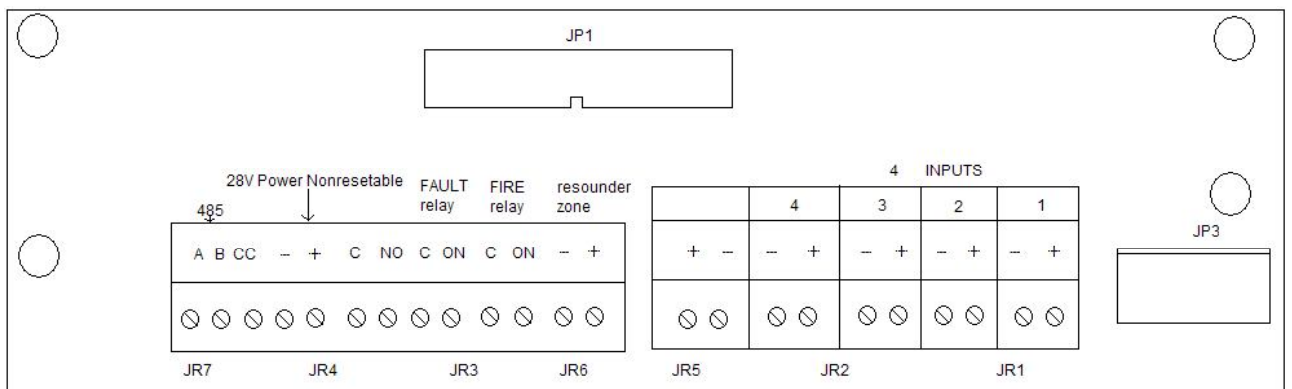 JP1
4 INPUTS
28V Power Nonresetable
FAULT relay
FIRE relay
resounder zone
485
4 3 2 1
JP3
A B CC -- + C NO C ON C ON -- +
+ -- -- + -- + -- + -- +
JR7 JR4 JR3 JR6 JR5 JR2 JR1